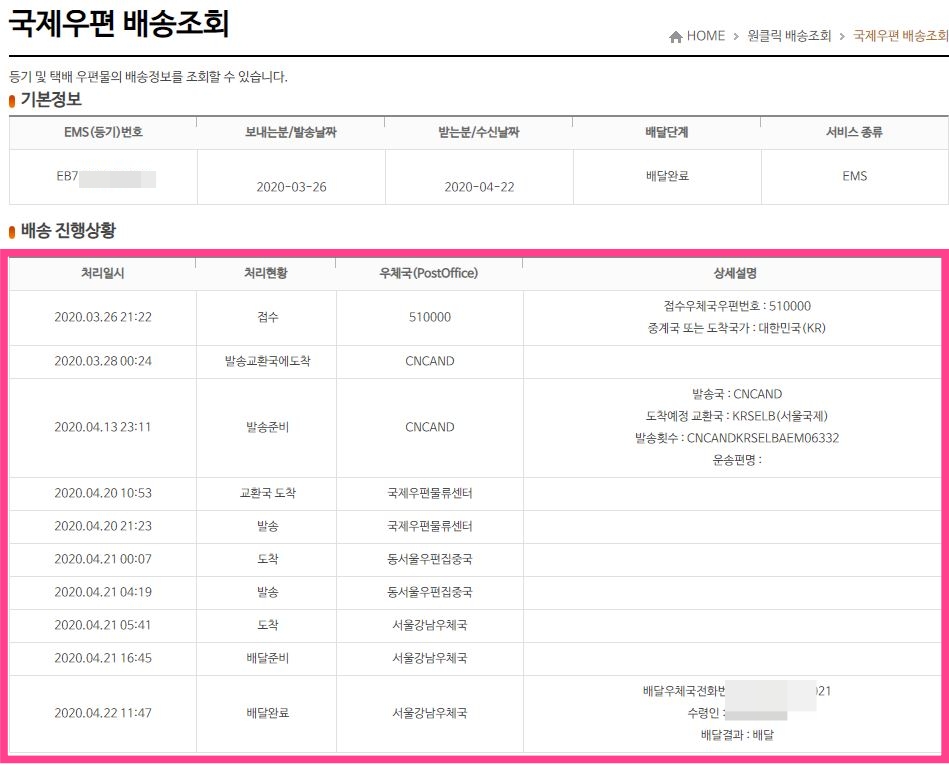 국제우편 배송조회
HOME > 원클릭 배송조회 > 국제우편 배송조회
등기 및 택배 우편물의 배송정보를 조회할 수 있습니다.
기본정보
EMS(등기)번호 보내는분/발송날짜 받는분/수신날짜 배달단계 서비스 종류
EB7 2020-03-26 2020-04-22 배달완료 EMS
배송 진행상황
처리일시 처리현황 우체국(PostOffice) 상세설명
2020.03.26 21:22 접수 510000 접수우체국우편번호 : 510000
중계국 또는 도착국가 : 대한민국(KR)
2020.03.28 00:24 발송교환국에도착 CNCAND
2020.04.13 23:11 발송준비 CNCAND 발송국 : CNCAND
도착예정 교환국 : KRSELB(서울국제)
발송횟수 : CNCANDKRSELBAEM06332
운송편명 :
2020.04.20 10:53 교환국 도착 국제우편물류센터
2020.04.20 21:23 발송 국제우편물류센터
2020.04.21 00:07 도착 동서울우편집중국
2020.04.21 04:19 발송 동서울우편집중국
2020.04.21 05:41 도착 서울강남우체국
2020.04.21 16:45 배달준비 서울강남우체국
2020.04.22 11:47 배달완료 서울강남우체국 배달우체국전화번 021
수령인 :
배달결과 : 배달